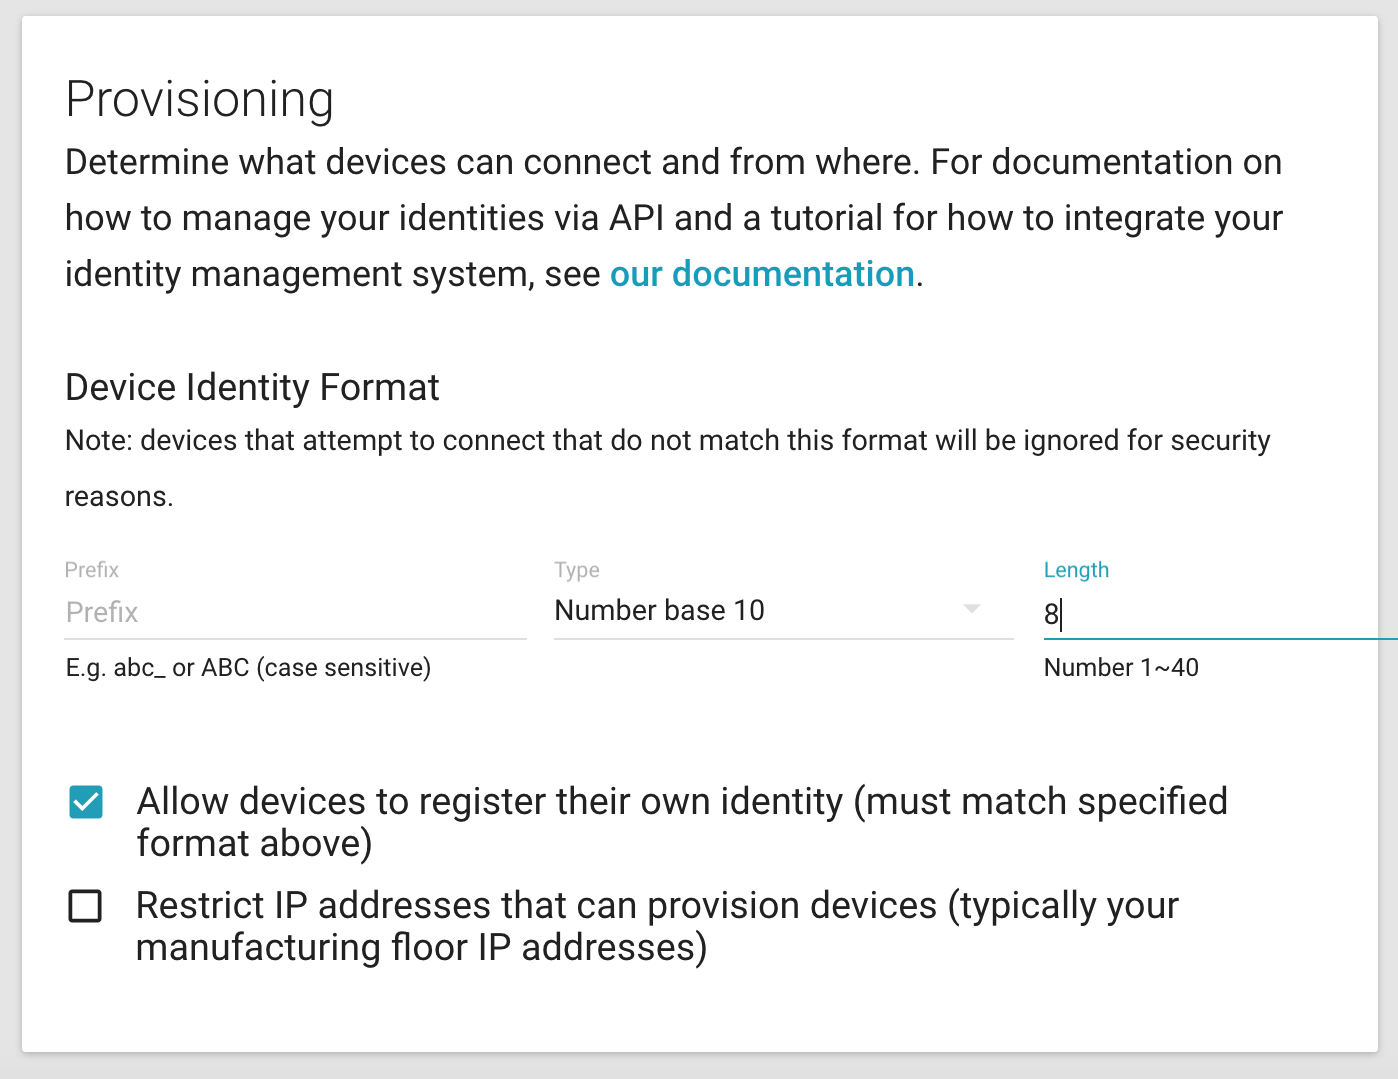 Provisioning
Determine what devices can connect and from where. For documentation on
how to manage your identities via API and a tutorial for how to integrate your
identity management system, see our documentation.
Device Identity Format
Note: devices that attempt to connect that do not match this format will be ignored for security
reasons.
Prefix
Prefix
E.g. abc_ or ABC (case sensitive)
Type
Number base 10
Length
8
Number 1~40
Allow devices to register their own identity (must match specified
format above)
Restrict IP addresses that can provision devices (typically your
manufacturing floor IP addresses)